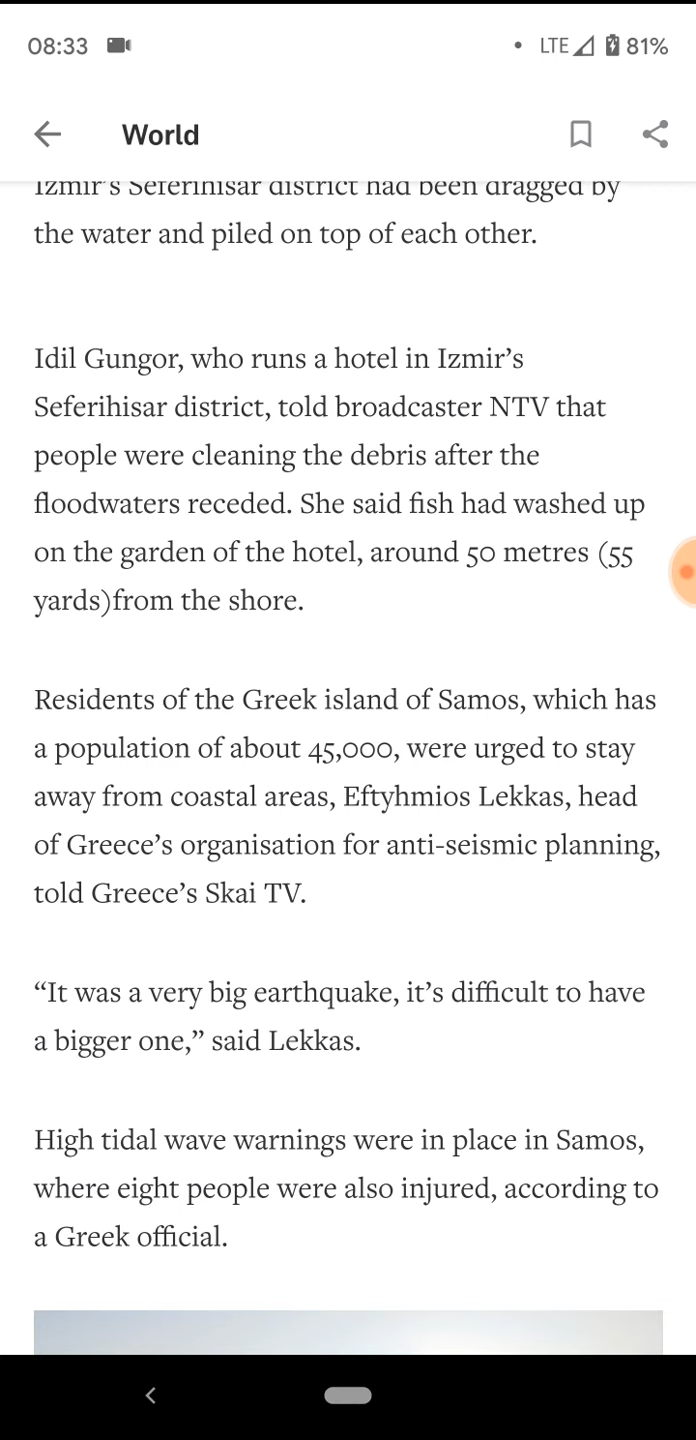 08:33
LTE
81%
World
Izmir's Seferihisar district had been dragged by
the water and piled on top of each other.
Idil Gungor, who runs a hotel in Izmir’s
Seferihisar district, told broadcaster NTV that
people were cleaning the debris after the
floodwaters receded. She said fish had washed up
on the garden of the hotel, around 50 metres (55
yards)from the shore.
Residents of the Greek island of Samos, which has
a population of about 45,000, were urged to stay
away from coastal areas, Eftyhmios Lekkas, head
of Greece’s organisation for anti-seismic planning,
told Greece’s Skai TV.
“It was a very big earthquake, it’s difficult to have
a bigger one,” said Lekkas.
High tidal wave warnings were in place in Samos,
where eight people were also injured, according to
a Greek official.